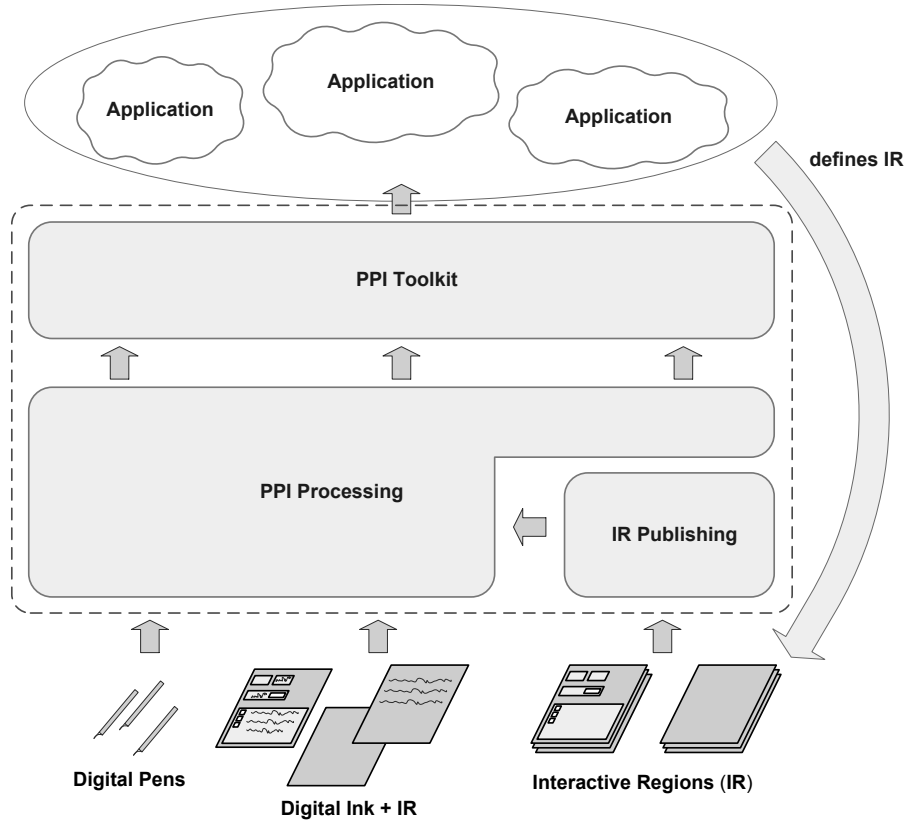 Application
Application
Application
defines IR
PPI Toolkit
PPI Processing
IR Publishing
Digital Pens
Digital Ink + IR
Interactive Regions (IR)